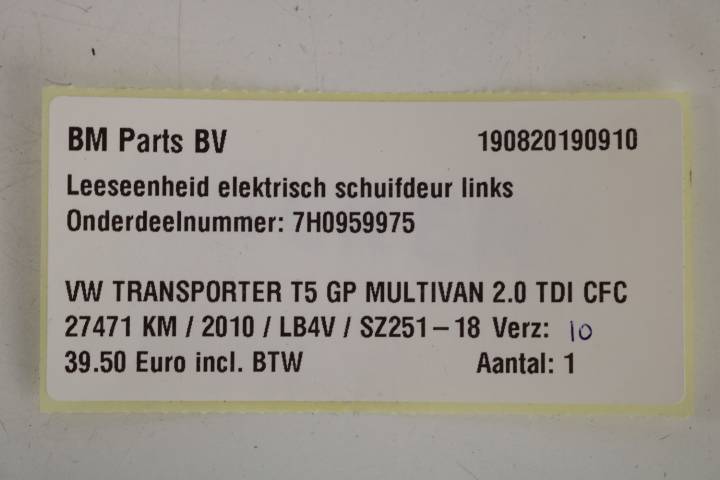 BM Parts BV 190820190910
Leeseenheid elektrisch schuifdeur links
Onderdeelnummer: 7H0959975
VW TRANSPORTER T5 GP MULTIVAN 2.0 TDI CFC
27471 KM / 2010 / LB4V / SZ251-18 Verz: 10
39.50 Euro incl. BTW Aantal: 1